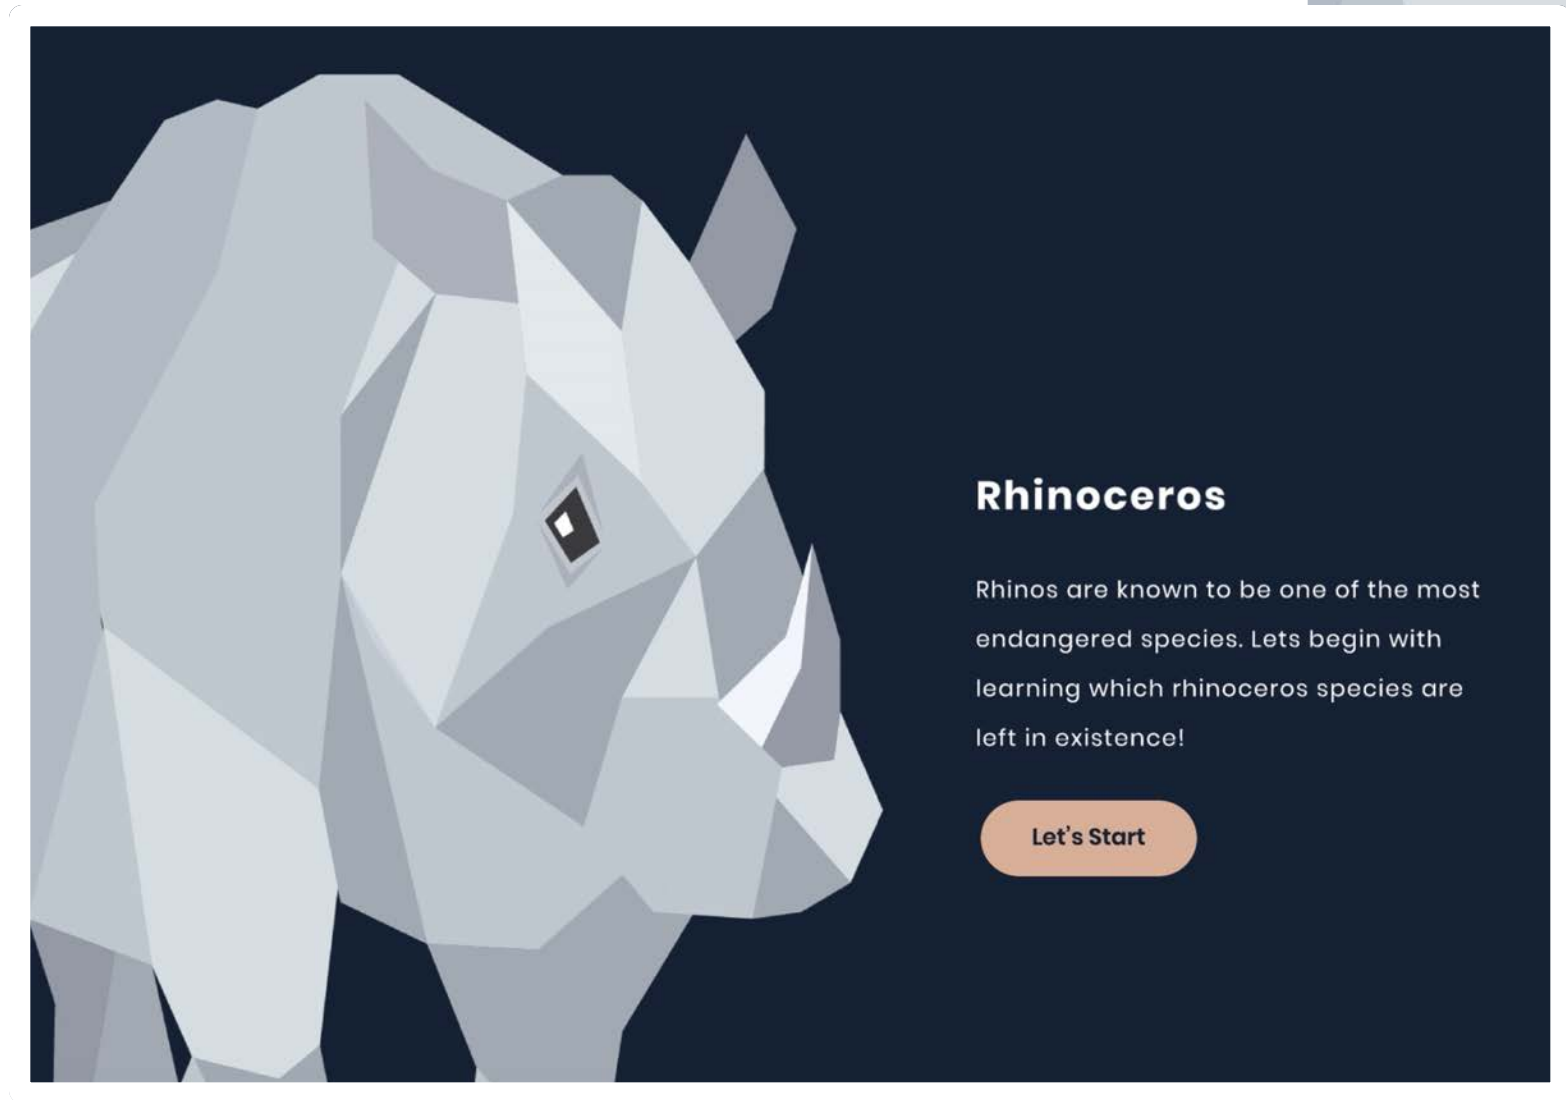 Rhinoceros
Rhinos are known to be one of the most
endangered species. Lets begin with
learning which rhinoceros species are
left in existence!
Let's Start